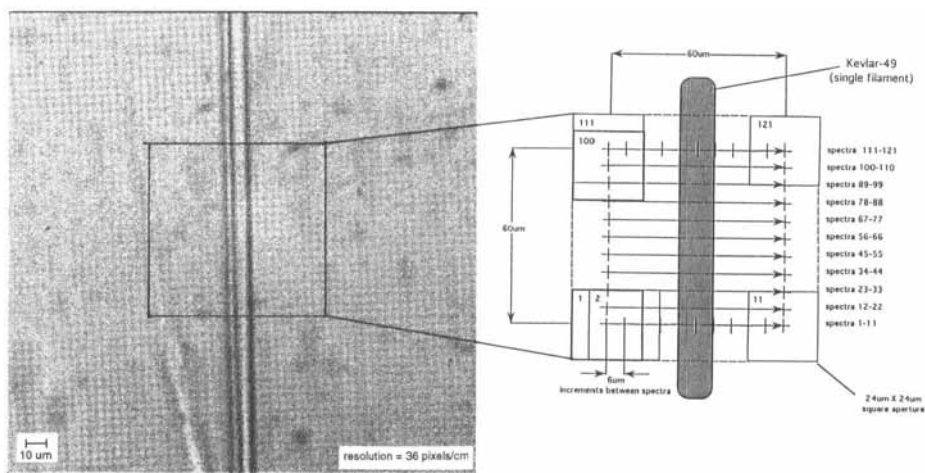 10 um
resolution = 36 pixels/cm
60um
Kevlar-49
(single filament)
111
121
100
spectra 111-121
spectra 100-110
spectra 89-99
spectra 78-88
spectra 67-77
60um
spectra 56-66
spectra 45-55
spectra 34-44
spectra 23-33
1
2
11
spectra 12-22
spectra 1-11
6um
increments between spectra
24um X 24um
square aperture